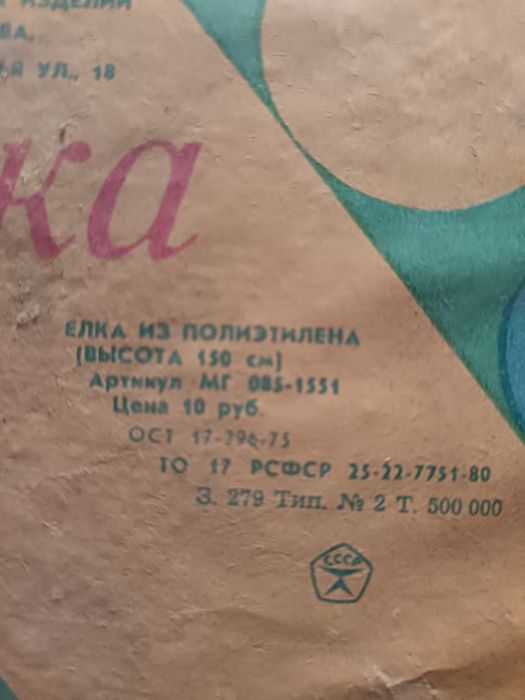 ИЗДЕЛИЙ
ВА,
УЛ., 18
ка
ЕЛКА ИЗ ПОЛИЭТИЛЕНА
(ВЫСОТА 150 см)
Артикул МГ 085-1551
Цена 10 руб.
ОСТ 17-796-75
ТО 17 РСФСР 25-22-7751-80
З. 279 Тип. № 2 Т. 500 000
СССР